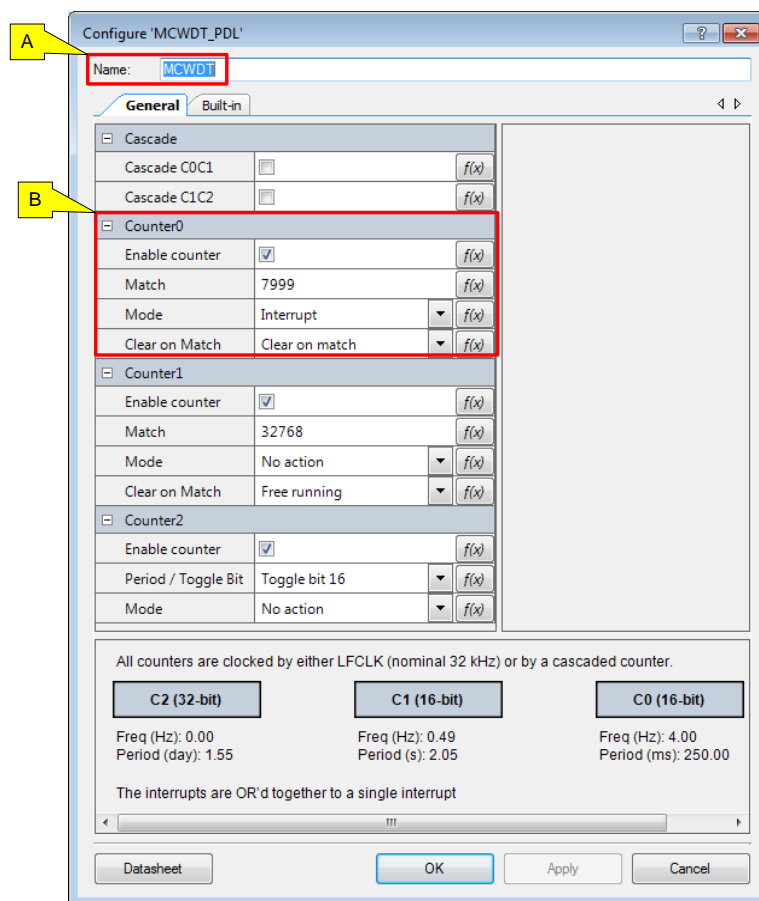 A
Configure 'MCWDT_PDL'
?
Name: MCWDT
General Built-in
Cascade
Cascade C0C1 f(x)
Cascade C1C2 f(x)
B
Counter0
Enable counter f(x)
Match 7999 f(x)
Mode Interrupt f(x)
Clear on Match Clear on match f(x)
Counter1
Enable counter f(x)
Match 32768 f(x)
Mode No action f(x)
Clear on Match Free running f(x)
Counter2
Enable counter f(x)
Period / Toggle Bit Toggle bit 16 f(x)
Mode No action f(x)
All counters are clocked by either LFCLK (nominal 32 kHz) or by a cascaded counter.
C2 (32-bit) C1 (16-bit) C0 (16-bit)
Freq (Hz): 0.00 Freq (Hz): 0.49 Freq (Hz): 4.00
Period (day): 1.55 Period (s): 2.05 Period (ms): 250.00
The interrupts are OR'd together to a single interrupt
Datasheet OK Apply Cancel